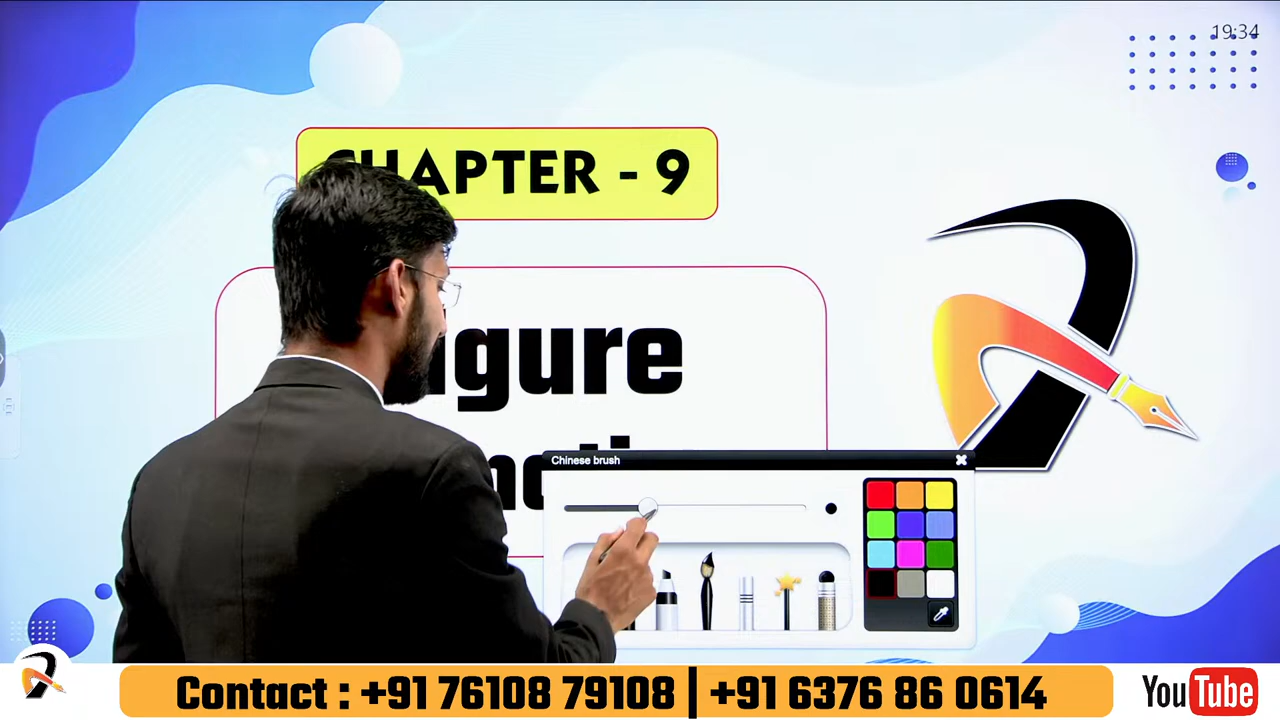 19:34
CHAPTER - 9
igure
Chinese brush
Contact : +91 76108 79108 | +91 6376 86 0614
YouTube